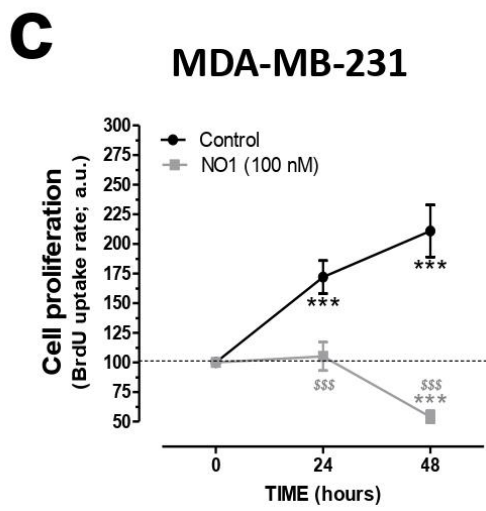 C
MDA-MB-231
Control
NO1 (100 nM)
Cell proliferation
(BrdU uptake rate; a.u.)
300
275
250
225
200
175
150
125
100
75
50
***
***
$$$
$$$
***
0
24
48
TIME (hours)